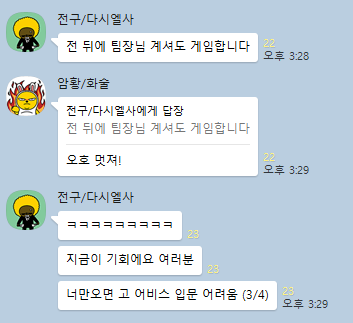 전구/다시엘사
전 뒤에 팀장님 계셔도 게임합니다
22
오후 3:28
암황/화술
전구/다시엘사에게 답장
전 뒤에 팀장님 계셔도 게임합니다
오호 멋져!
22
오후 3:29
전구/다시엘사
ㅋㅋㅋㅋㅋㅋㅋㅋㅋ
23
지금이 기회에요 여러분
23
너만오면 고 어비스 입문 어려움 (3/4)
23
오후 3:29